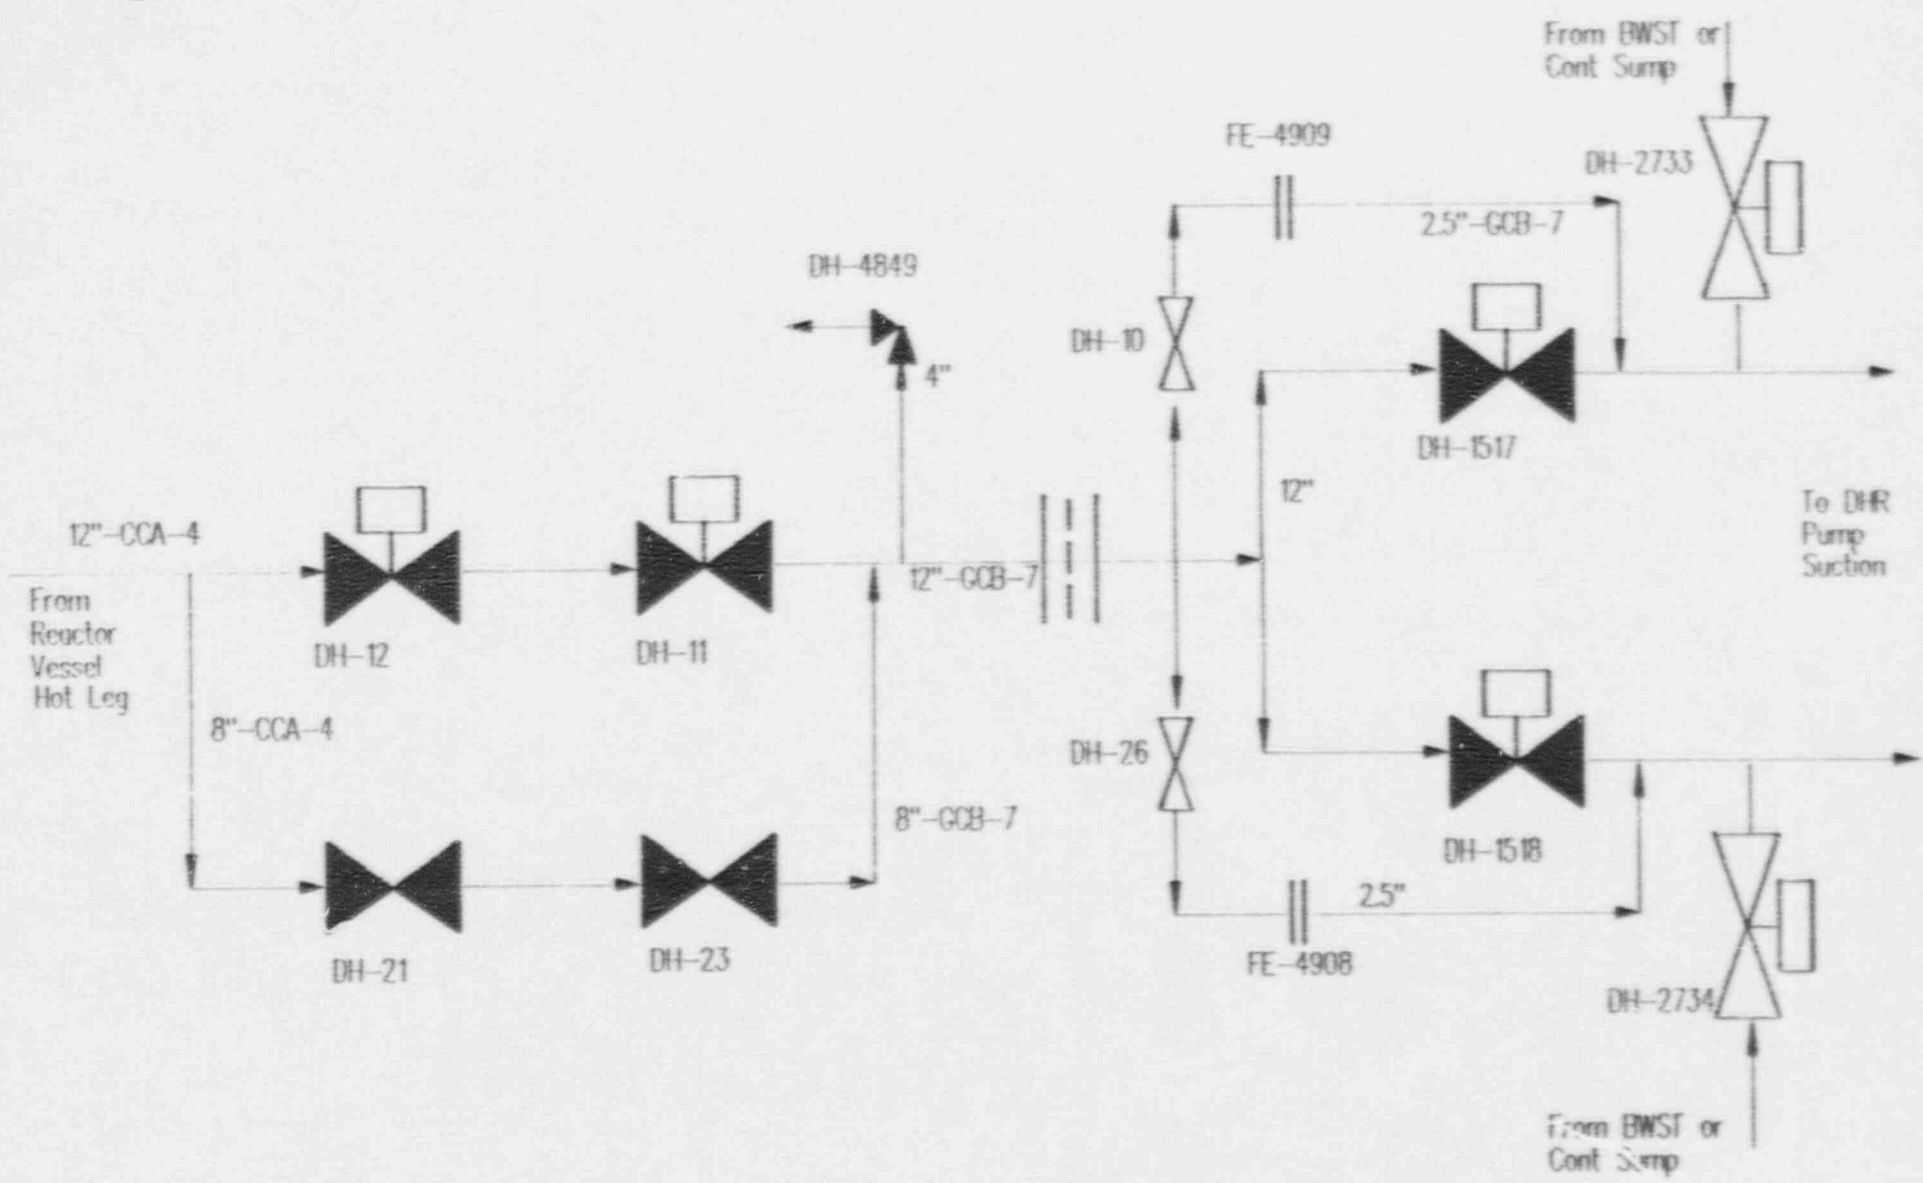 From BWST or
Cont Sump
FE-4909
DH-2733
2.5"-GCB-7
DH-4849
DH-10
4"
DH-1517
12"
12"-CCA-4
To DHR
Pump
Suction
12"-GCB-7
From
Reactor
Vessel
Hot Leg
DH-12
DH-11
8"-CCA-4
DH-26
8"-GCB-7
DH-1518
2.5"
DH-21
DH-23
FE-4908
DH-2734
From BWST or
Cont Sump